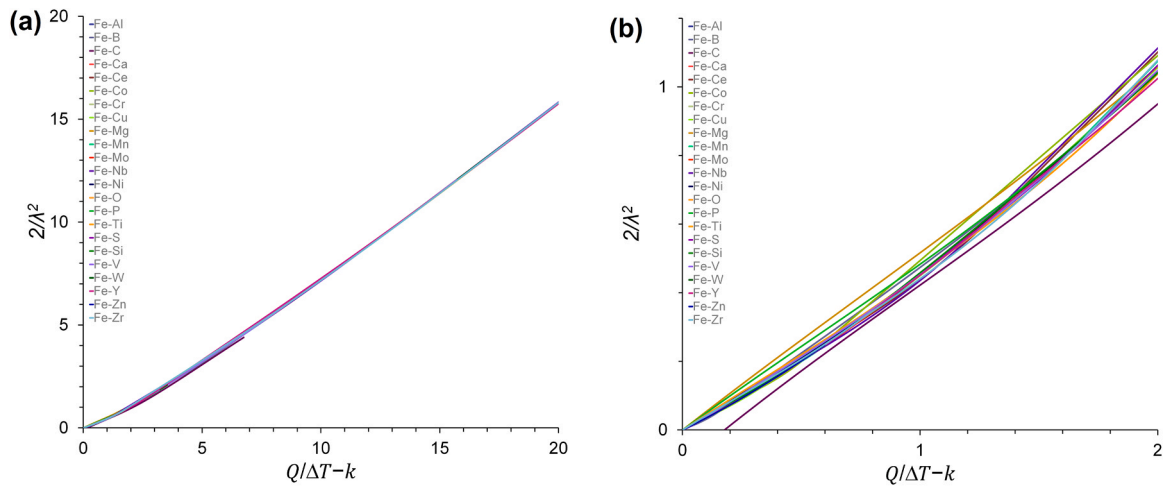 (a)
20
15
10
5
0
2/λ²
Fe-Al
Fe-B
Fe-C
Fe-Ca
Fe-Ce
Fe-Co
Fe-Cr
Fe-Cu
Fe-Mg
Fe-Mn
Fe-Mo
Fe-Nb
Fe-Ni
Fe-O
Fe-P
Fe-Ti
Fe-S
Fe-Si
Fe-V
Fe-W
Fe-Y
Fe-Zn
Fe-Zr
0 5 10 15 20
Q/ΔT−k
(b)
1
0
2/λ²
Fe-Al
Fe-B
Fe-C
Fe-Ca
Fe-Ce
Fe-Co
Fe-Cr
Fe-Cu
Fe-Mg
Fe-Mn
Fe-Mo
Fe-Nb
Fe-Ni
Fe-O
Fe-P
Fe-Ti
Fe-S
Fe-Si
Fe-V
Fe-W
Fe-Y
Fe-Zn
Fe-Zr
0 1 2
Q/ΔT−k